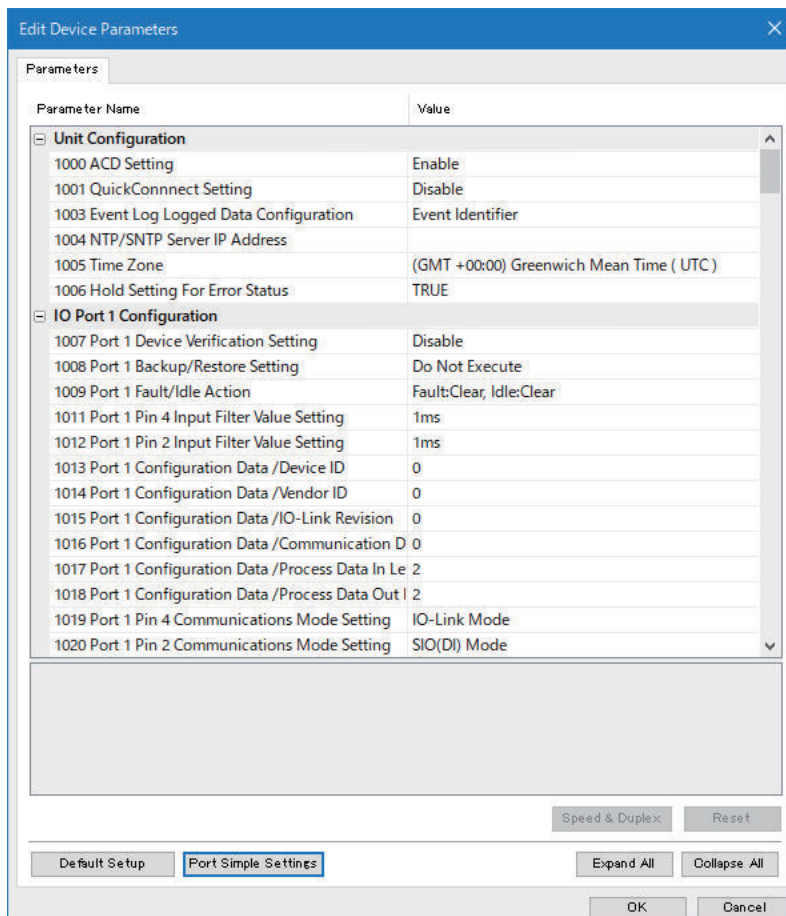 Edit Device Parameters
Parameters
Parameter Name Value
Unit Configuration
1000 ACD Setting Enable
1001 QuickConnnect Setting Disable
1003 Event Log Logged Data Configuration Event Identifier
1004 NTP/SNTP Server IP Address
1005 Time Zone (GMT +00:00) Greenwich Mean Time ( UTC )
1006 Hold Setting For Error Status TRUE
IO Port 1 Configuration
1007 Port 1 Device Verification Setting Disable
1008 Port 1 Backup/Restore Setting Do Not Execute
1009 Port 1 Fault/Idle Action Fault:Clear, Idle:Clear
1011 Port 1 Pin 4 Input Filter Value Setting 1ms
1012 Port 1 Pin 2 Input Filter Value Setting 1ms
1013 Port 1 Configuration Data /Device ID 0
1014 Port 1 Configuration Data /Vendor ID 0
1015 Port 1 Configuration Data /IO-Link Revision 0
1016 Port 1 Configuration Data /Communication D 0
1017 Port 1 Configuration Data /Process Data In Le 2
1018 Port 1 Configuration Data /Process Data Out l 2
1019 Port 1 Pin 4 Communications Mode Setting IO-Link Mode
1020 Port 1 Pin 2 Communications Mode Setting SIO(DI) Mode
Speed & Duplex Reset
Default Setup Port Simple Settings Expand All Collapse All
OK Cancel